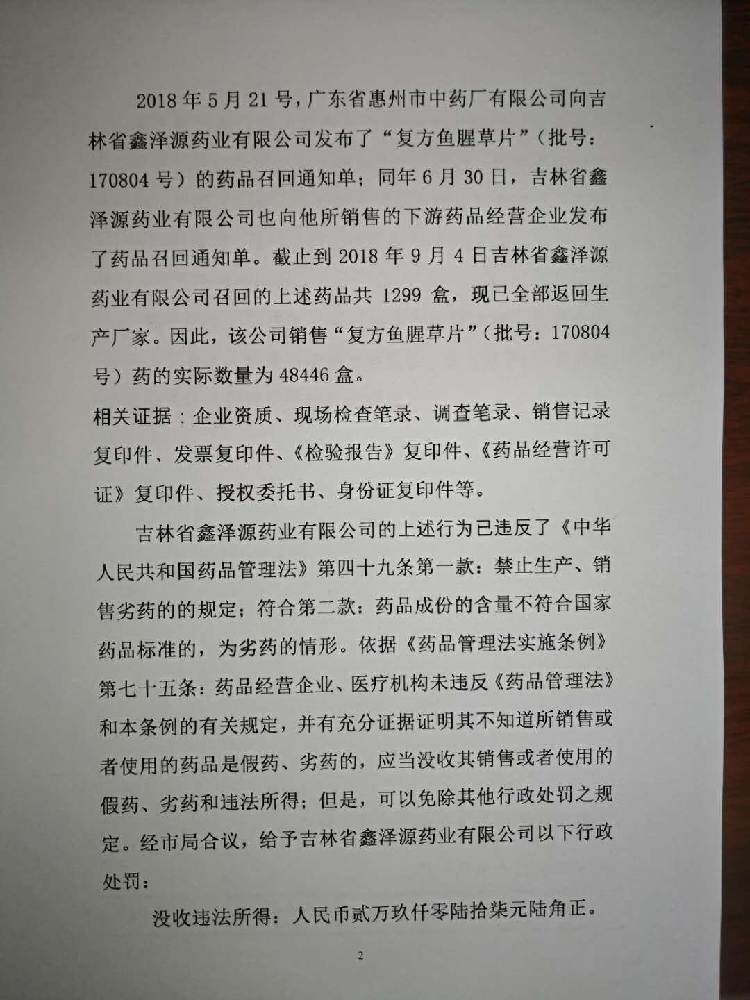 2018 年 5 月 21 号，广东省惠州市中药厂有限公司向吉
林省鑫泽源药业有限公司发布了“复方鱼腥草片”（批号：
170804 号）的药品召回通知单；同年 6 月 30 日，吉林省鑫
泽源药业有限公司也向他所销售的下游药品经营企业发布
了药品召回通知单。截止到 2018 年 9 月 4 日吉林省鑫泽源
药业有限公司召回的上述药品共 1299 盒，现已全部返回生
产厂家。因此，该公司销售“复方鱼腥草片”（批号：170804
号）药的实际数量为 48446 盒。
相关证据：企业资质、现场检查笔录、调查笔录、销售记录
复印件、发票复印件、《检验报告》复印件、《药品经营许可
证》复印件、授权委托书、身份证复印件等。
吉林省鑫泽源药业有限公司的上述行为已违反了《中华
人民共和国药品管理法》第四十九条第一款：禁止生产、销
售劣药的的规定；符合第二款：药品成份的含量不符合国家
药品标准的，为劣药的情形。依据《药品管理法实施条例》
第七十五条：药品经营企业、医疗机构未违反《药品管理法》
和本条例的有关规定，并有充分证据证明其不知道所销售或
者使用的药品是假药、劣药的，应当没收其销售或者使用的
假药、劣药和违法所得；但是，可以免除其他行政处罚之规
定。经市局合议，给予吉林省鑫泽源药业有限公司以下行政
处罚：
没收违法所得：人民币贰万玖仟零陆拾柒元陆角正。
2